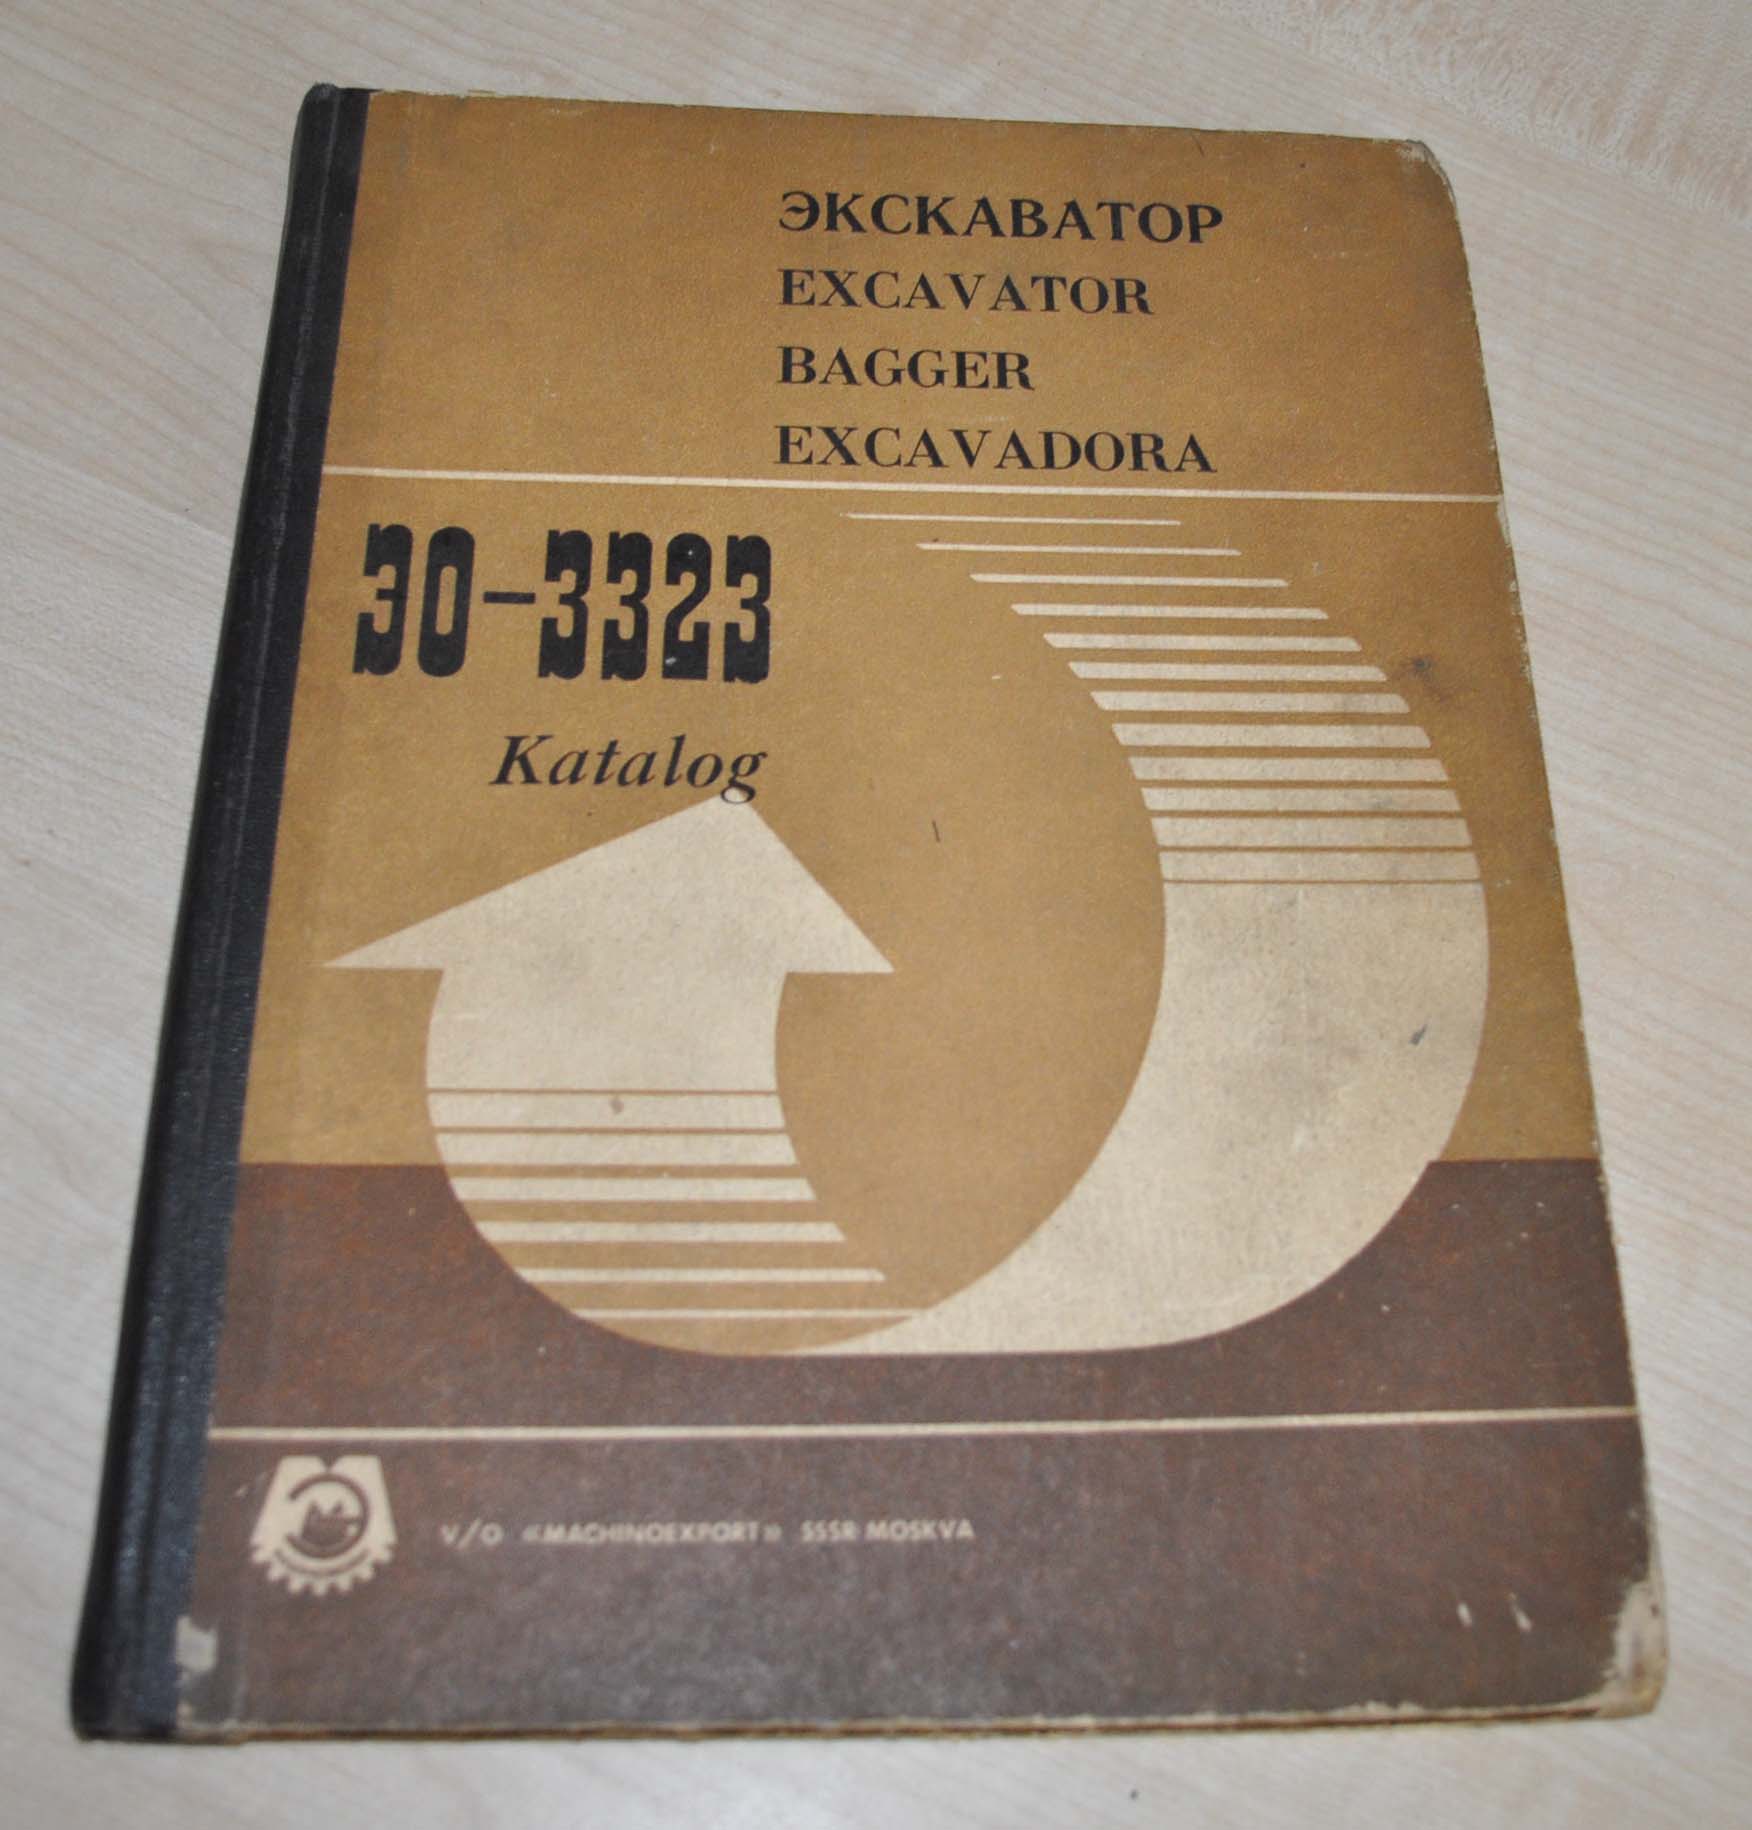 ЭКСКАВАТОР
EXCAVATOR
BAGGER
EXCAVADORA
ЭО-3323
Katalog
V/O «MACHINOEXPORT» SSSR MOSKVA